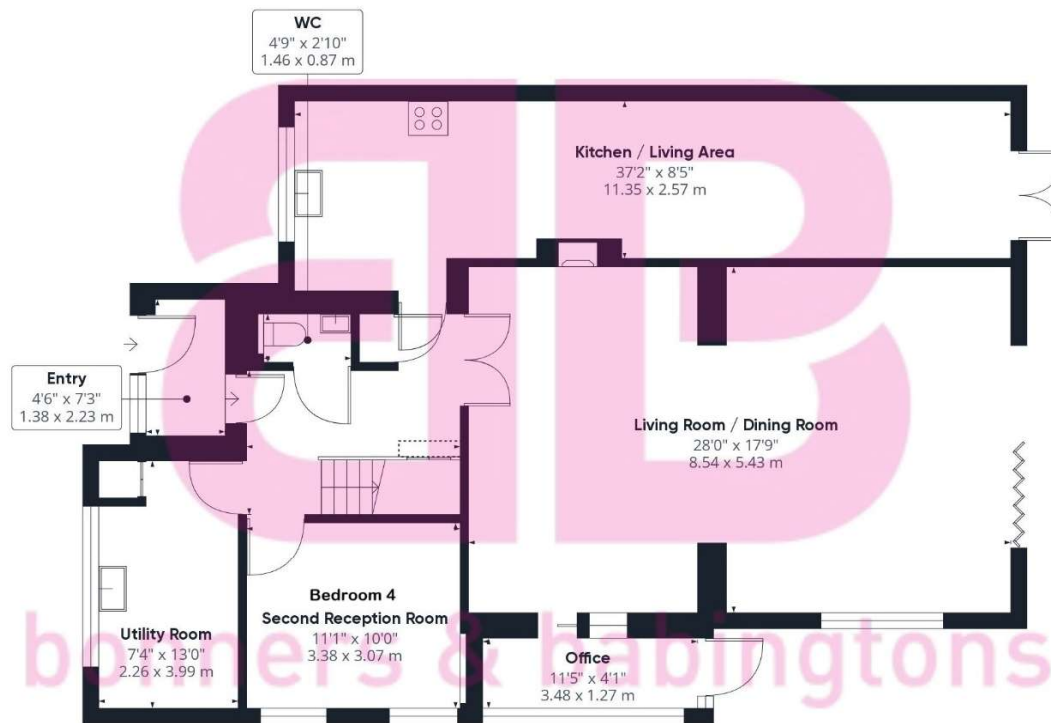 WC
4'9" x 2'10"
1.46 x 0.87 m
Kitchen / Living Area
37'2" x 8'5"
11.35 x 2.57 m
Entry
4'6" x 7'3"
1.38 x 2.23 m
Living Room / Dining Room
28'0" x 17'9"
8.54 x 5.43 m
Bedroom 4
Second Reception Room
11'1" x 10'0"
3.38 x 3.07 m
Utility Room
7'4" x 13'0"
2.26 x 3.99 m
Office
11'5" x 4'1"
3.48 x 1.27 m
bonners & babingtons